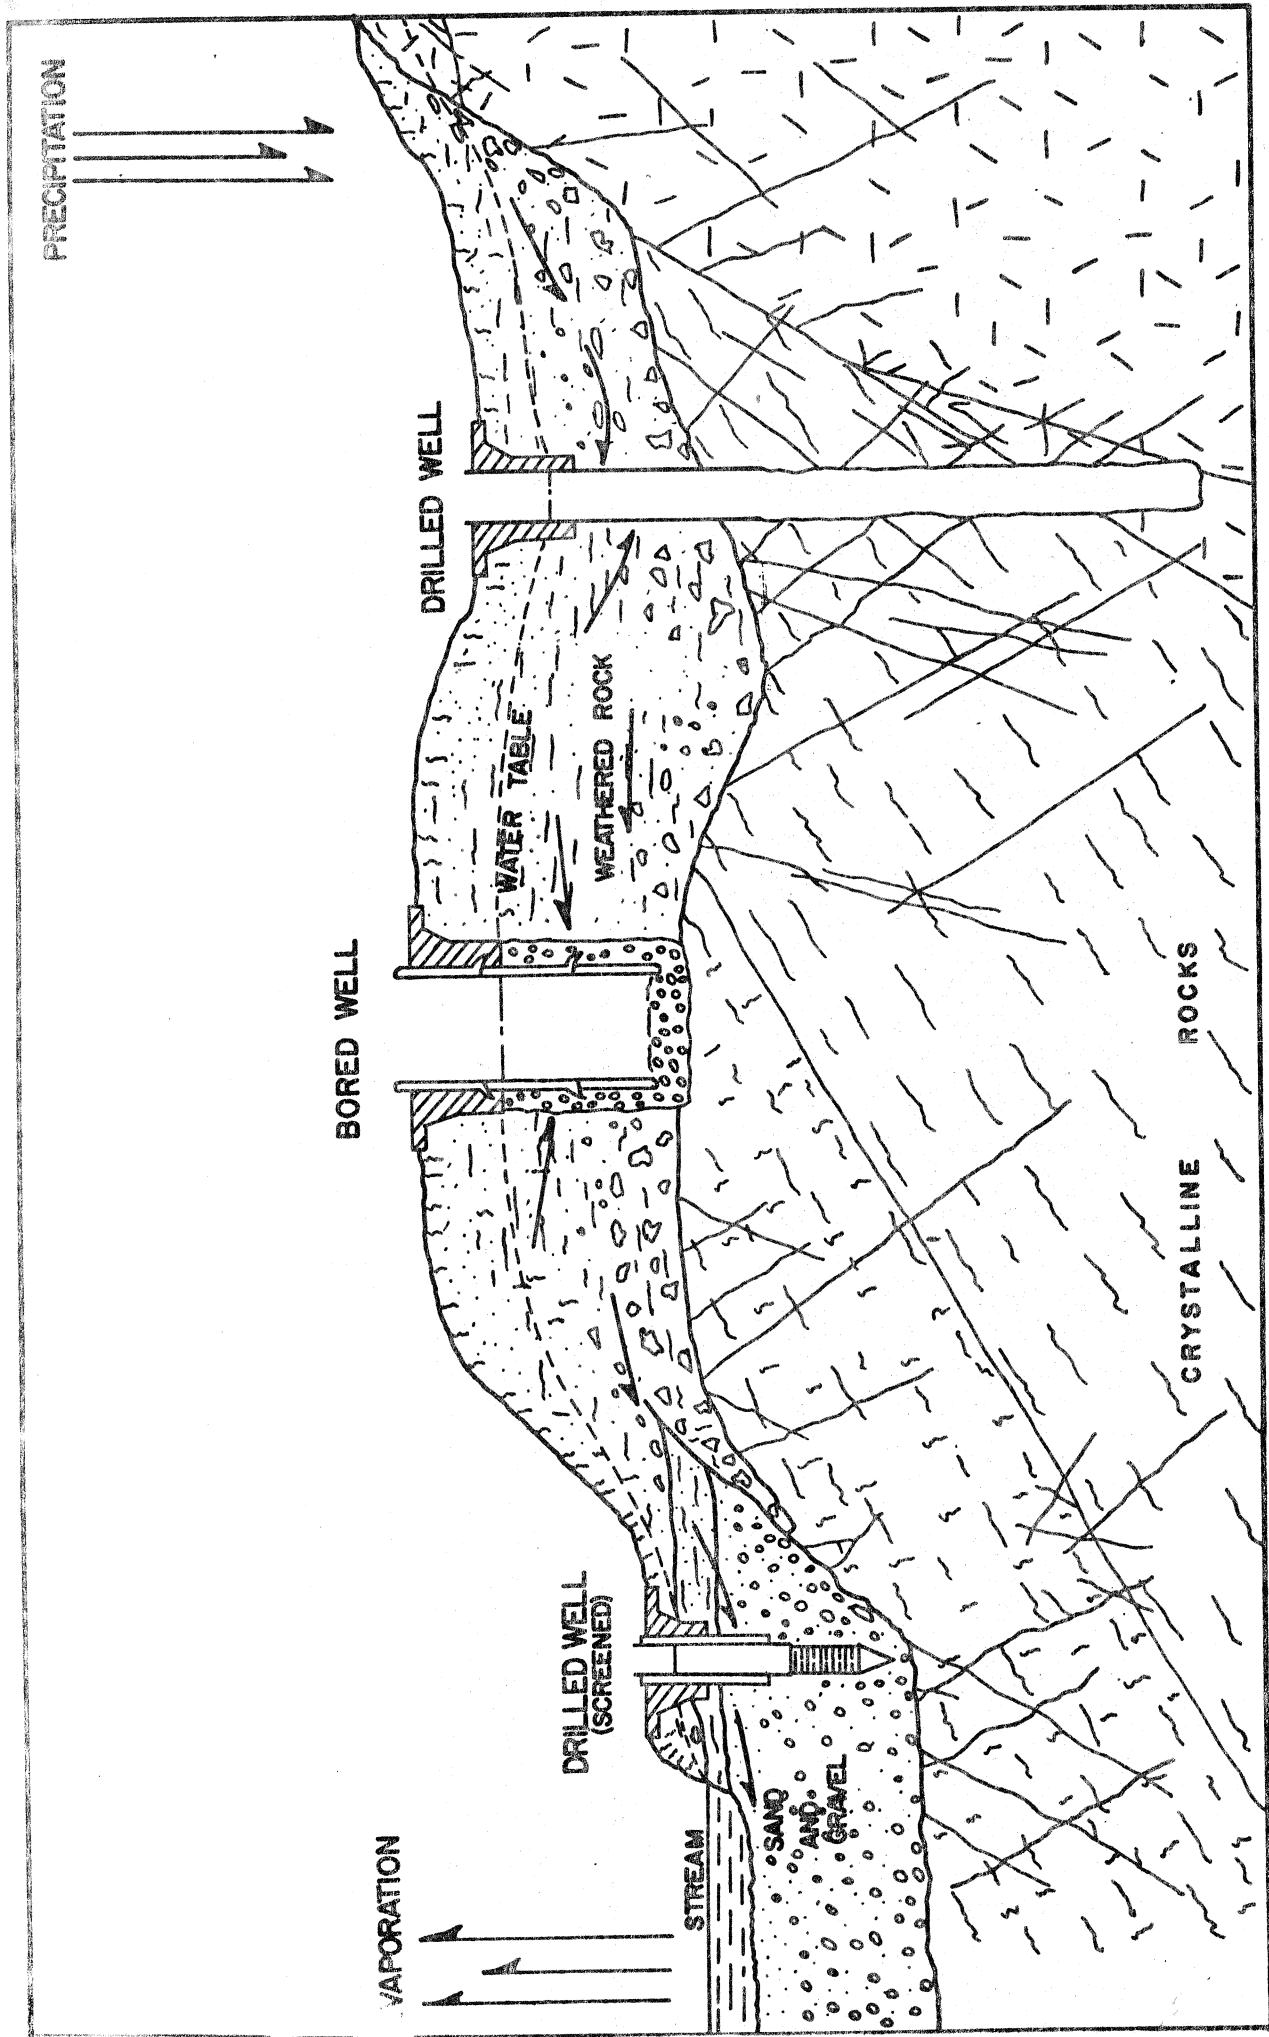 PRECIPITATION
DRILLED WELL
BORED WELL
DRILLED WELL
(SCREENED)
VAPORATION
WATER TABLE
WEATHERED ROCK
STREAM
SAND
AND
GRAVEL
CRYSTALLINE ROCKS